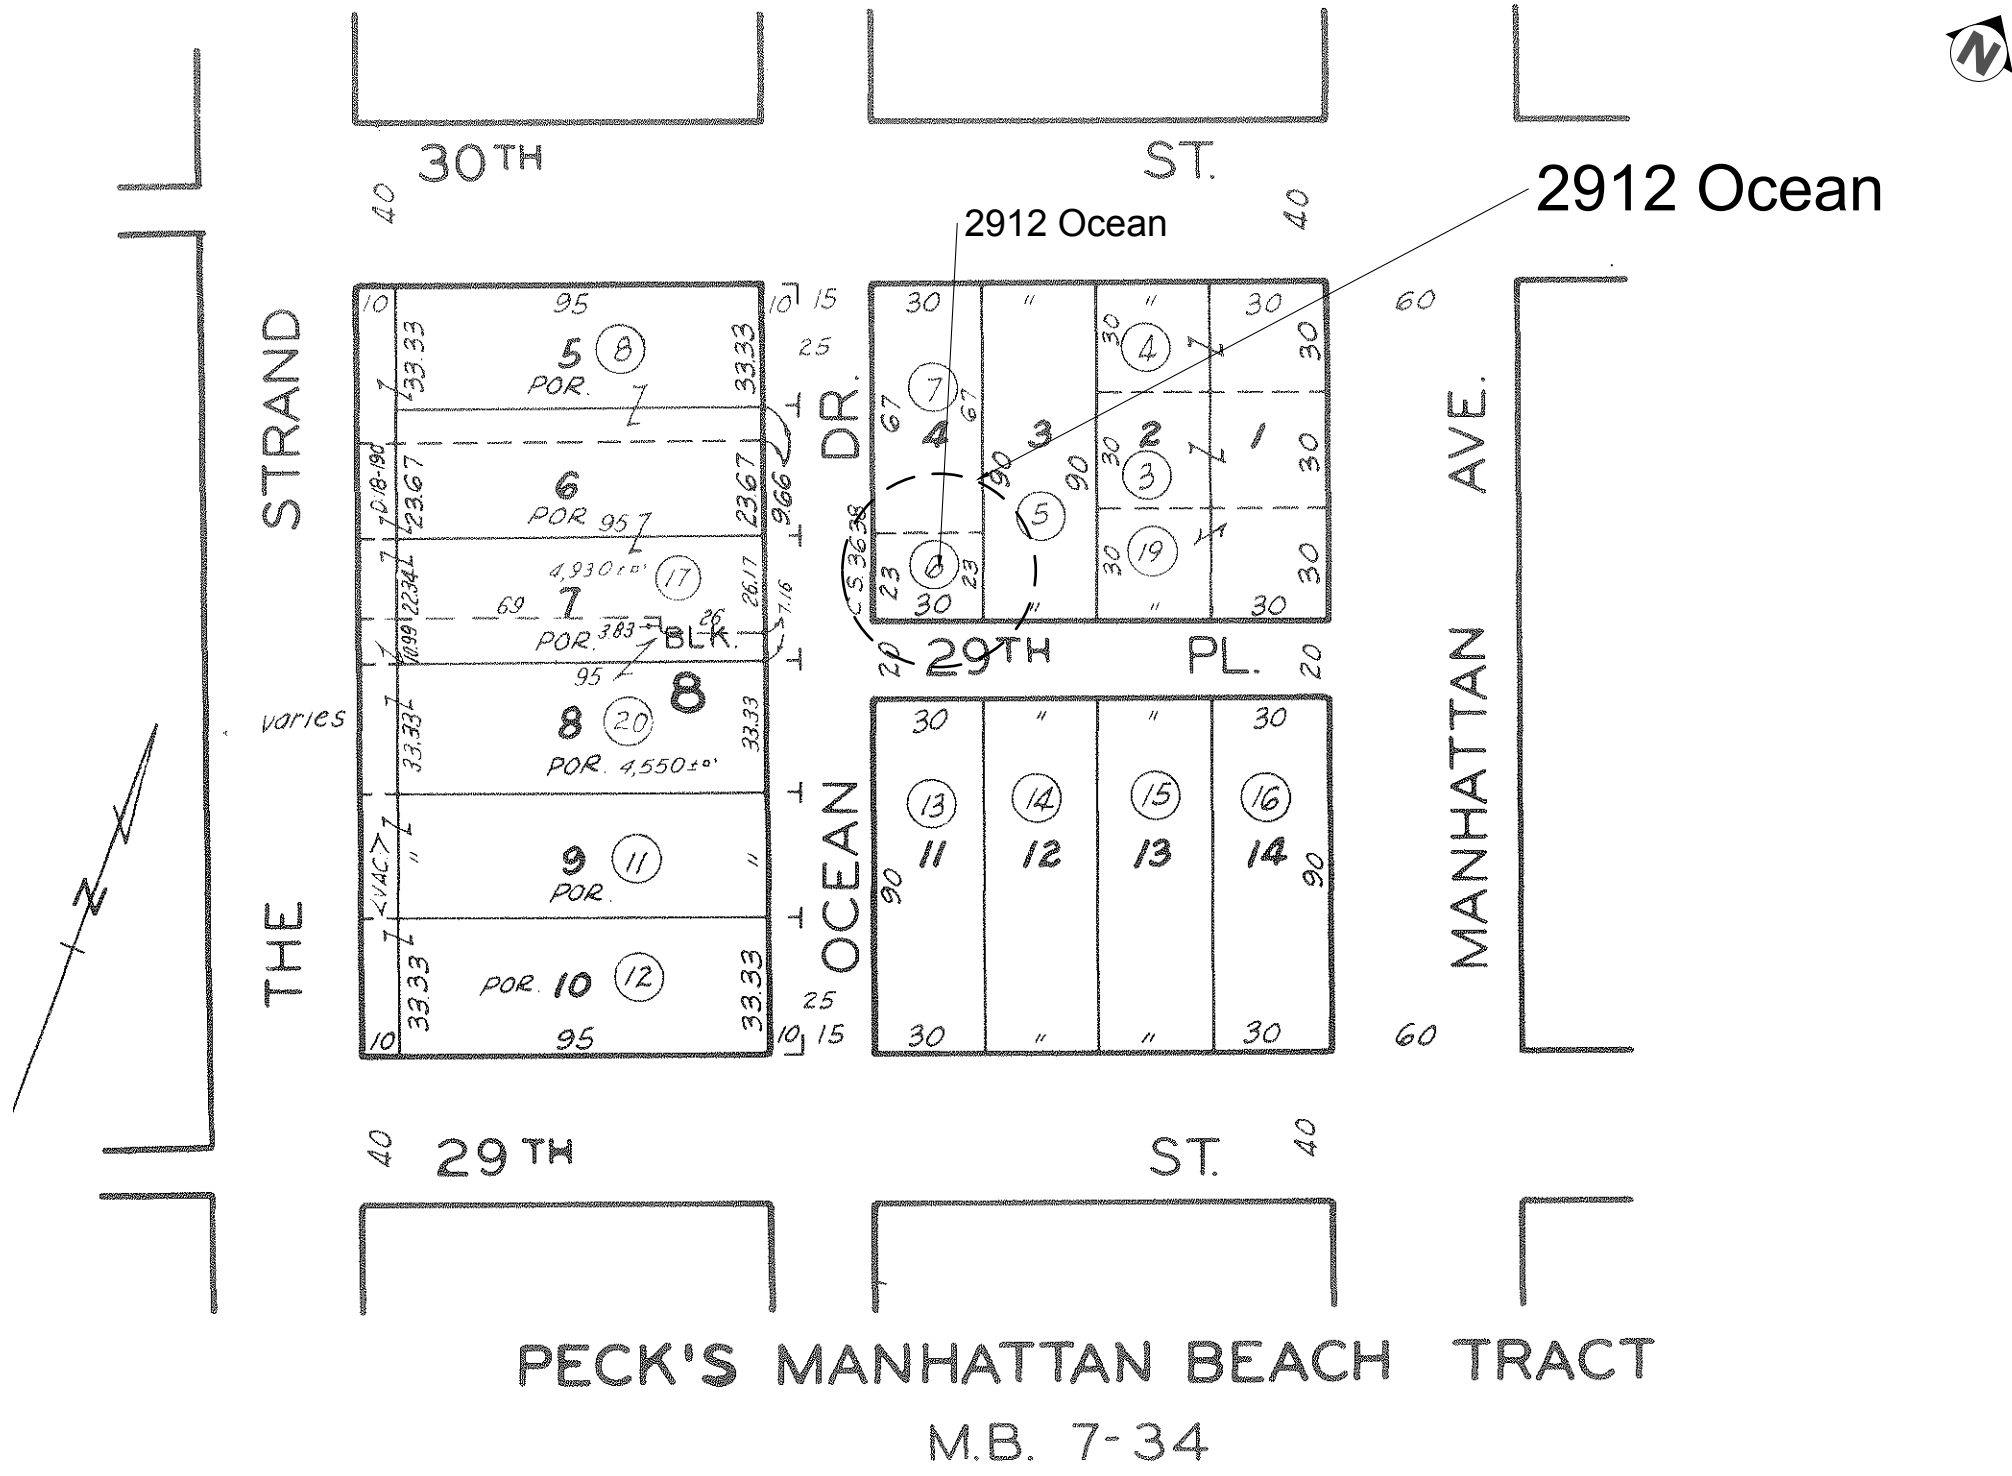 N
30TH ST.
40
40
2912 Ocean
2912 Ocean
10 95 10 15
30 " " 30
60
33.33
5 8
POR.
33.33
25
STRAND
DR.
7
67
67
4
3
90
90
30
4
30
2
30
3
30
19
1
30
30
30
AVE.
D:18-190
23.67
6
POR 95
23.67
9.66
C.S. 3638
5
6
23
23
30 " " 30
22.34
4,930±□'
17
26.17
69 7 26
7.16
10.99
POR. 3.83 BLK.
95
8
20 29TH PL. 20
varies
33.33
8 20
POR. 4,550±□'
33.33
30 " " 30
MANHATTAN
N
<VAC.>
"
9 11
POR.
"
OCEAN
13 14 15 16
11 12 13 14
90
90
THE
33.33
POR. 10 12
33.33
25
10 95 10 15
30 " " 30
60
40
29TH ST.
40
PECK'S MANHATTAN BEACH TRACT
M.B. 7-34